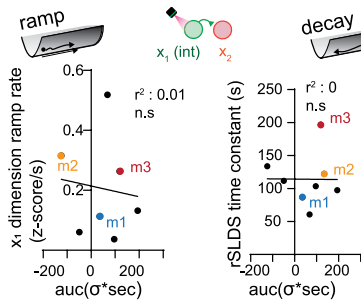 ramp
x₁ (int)
x₂
decay
x₁ dimension ramp rate
(z-score/s)
0.6
0.4
0.2
0
r² : 0.01
n.s
m2
m3
m1
-200
0
200
auc(σ*sec)
rSLDS time constant (s)
250
200
150
100
50
0
r² : 0
n.s
m3
m2
m1
-200
0
200
auc(σ*sec)